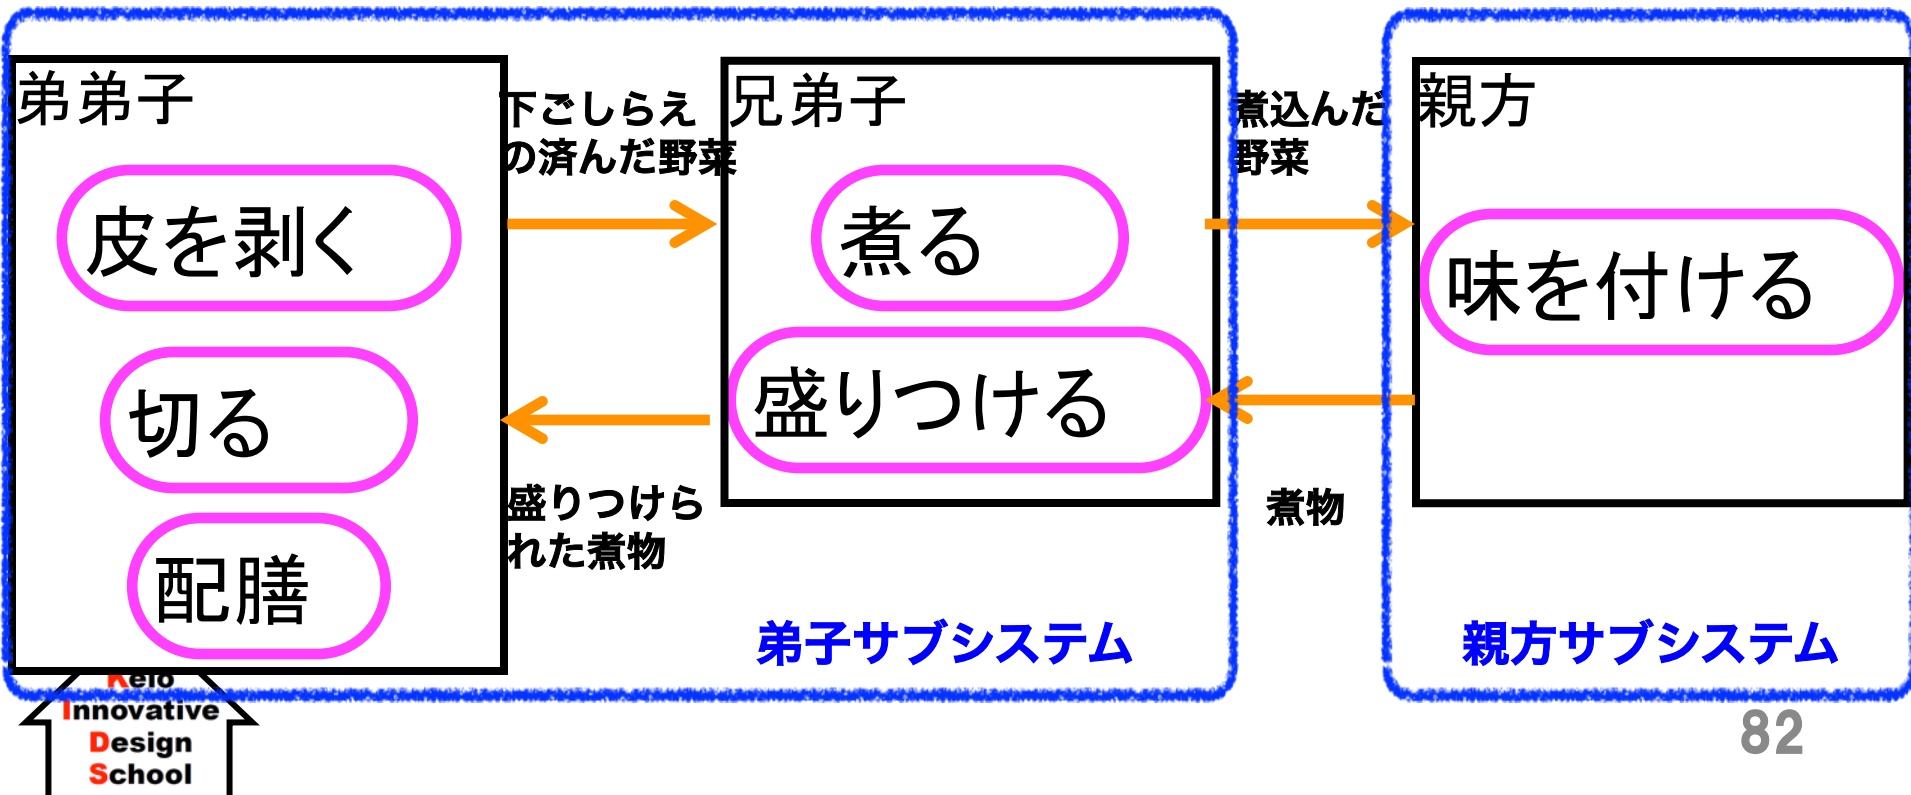 弟弟子
皮を剥く
切る
配膳
下ごしらえ
の済んだ野菜
盛りつけら
れた煮物
兄弟子
煮る
盛りつける
煮込んだ
野菜
煮物
親方
味を付ける
弟子サブシステム
親方サブシステム
Keio
Innovative
Design
School
82